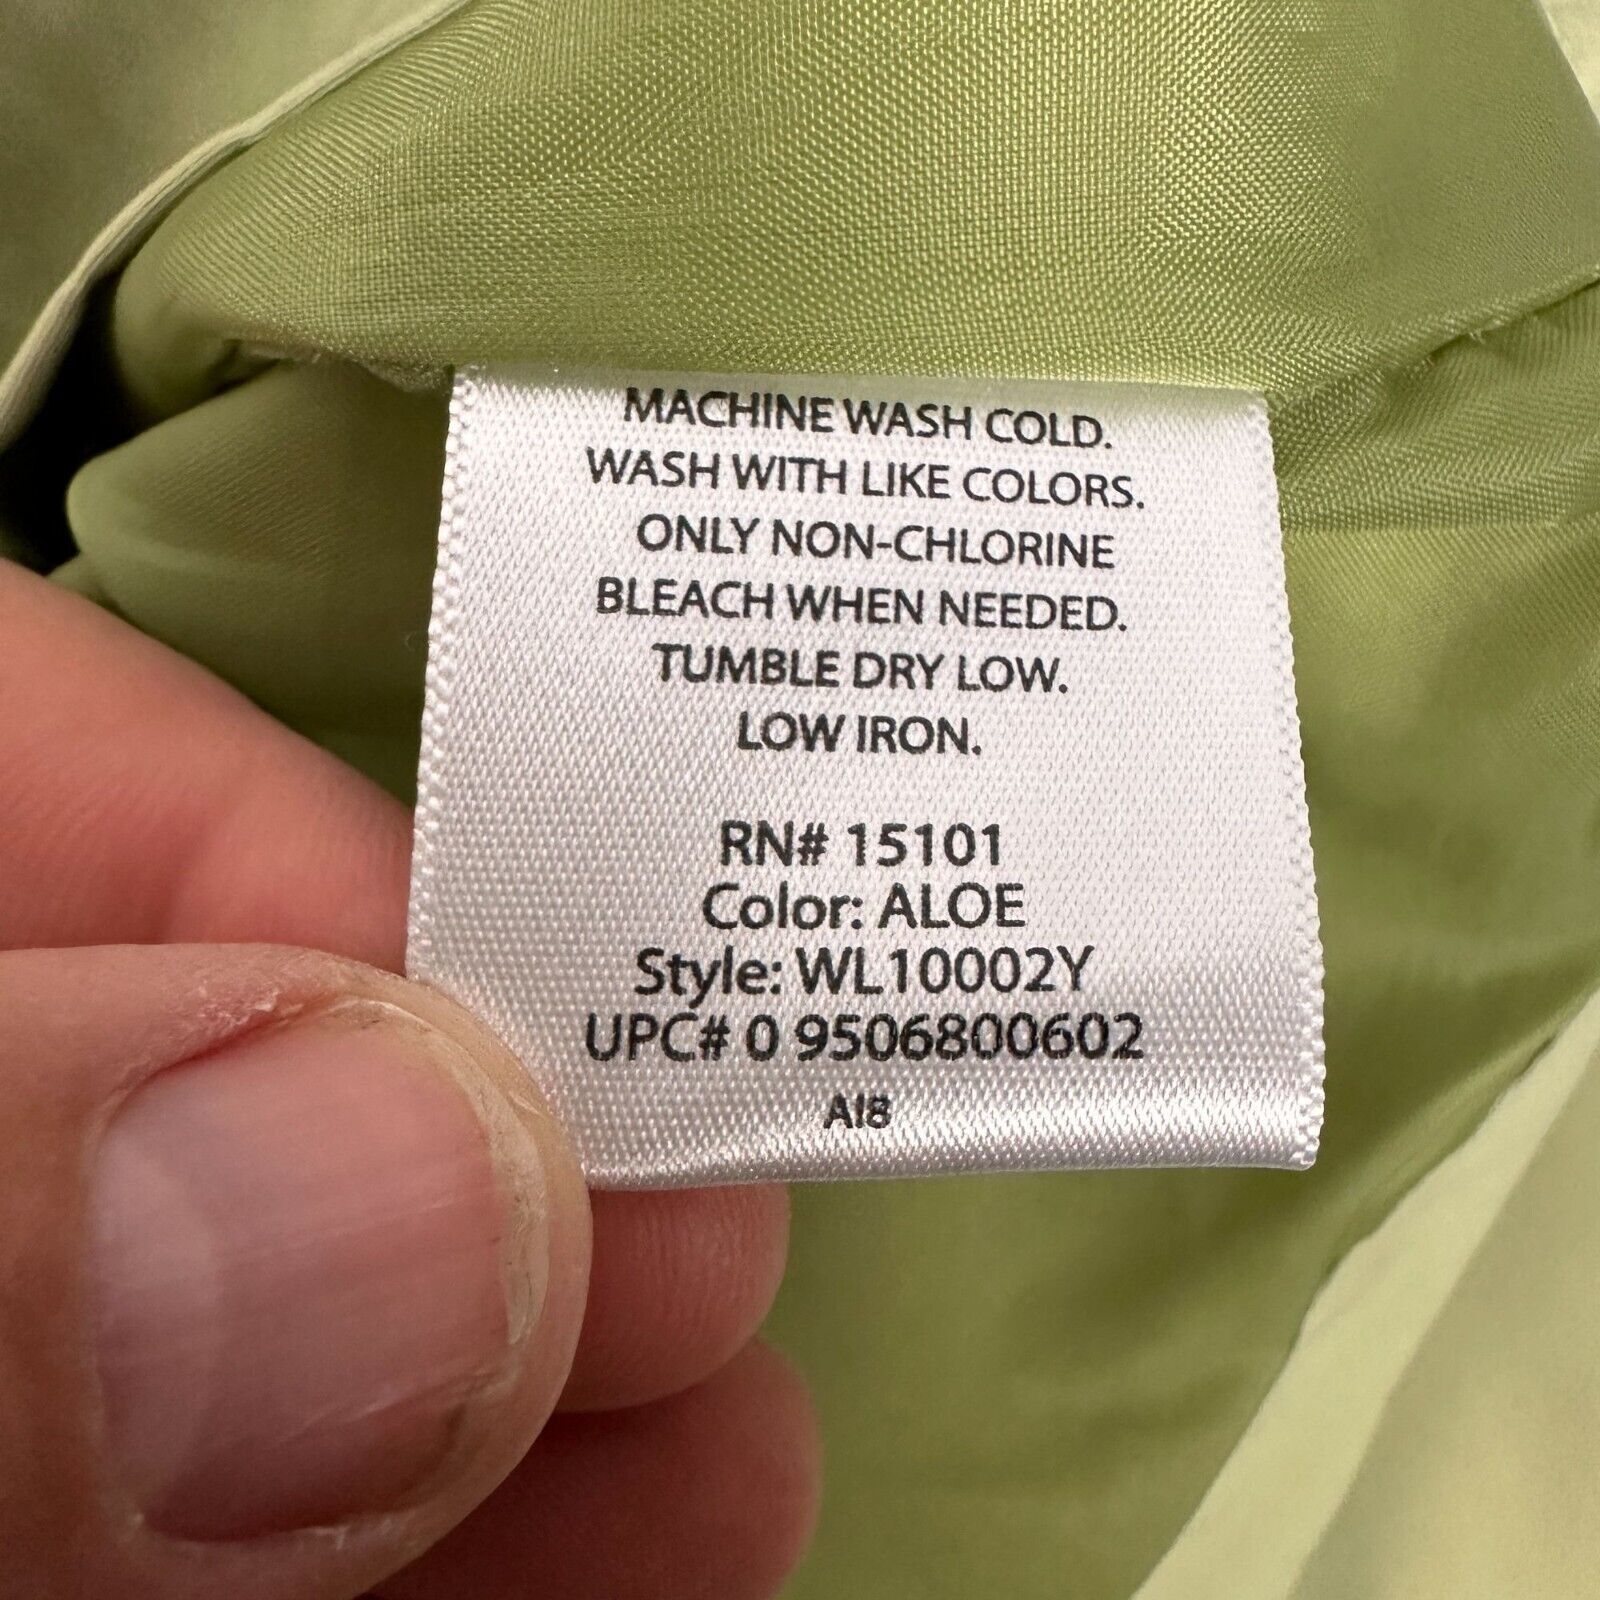 MACHINE WASH COLD.
WASH WITH LIKE COLORS.
ONLY NON-CHLORINE
BLEACH WHEN NEEDED.
TUMBLE DRY LOW.
LOW IRON.
RN# 15101
Color: ALOE
Style: WL10002Y
UPC# 0 9506800602
AI8